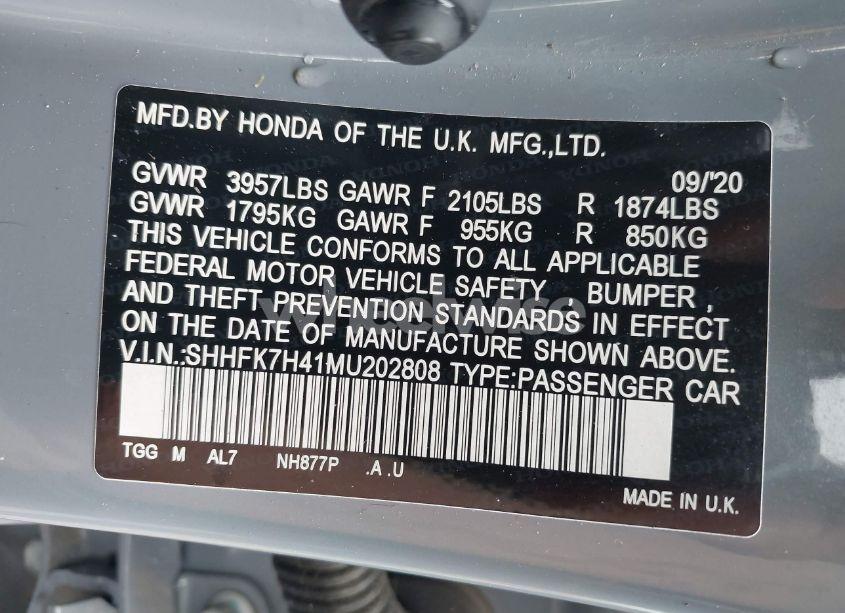 MFD.BY HONDA OF THE U.K. MFG.,LTD.
09/'20
GVWR 3957LBS GAWR F 2105LBS R 1874LBS
GVWR 1795KG GAWR F 955KG R 850KG
THIS VEHICLE CONFORMS TO ALL APPLICABLE
FEDERAL MOTOR VEHICLE SAFETY , BUMPER ,
AND THEFT PREVENTION STANDARDS IN EFFECT
ON THE DATE OF MANUFACTURE SHOWN ABOVE.
V.I.N.:SHHFK7H41MU202808 TYPE:PASSENGER CAR
TGG M AL7 NH877P .A .U
MADE IN U.K.
wheelwise